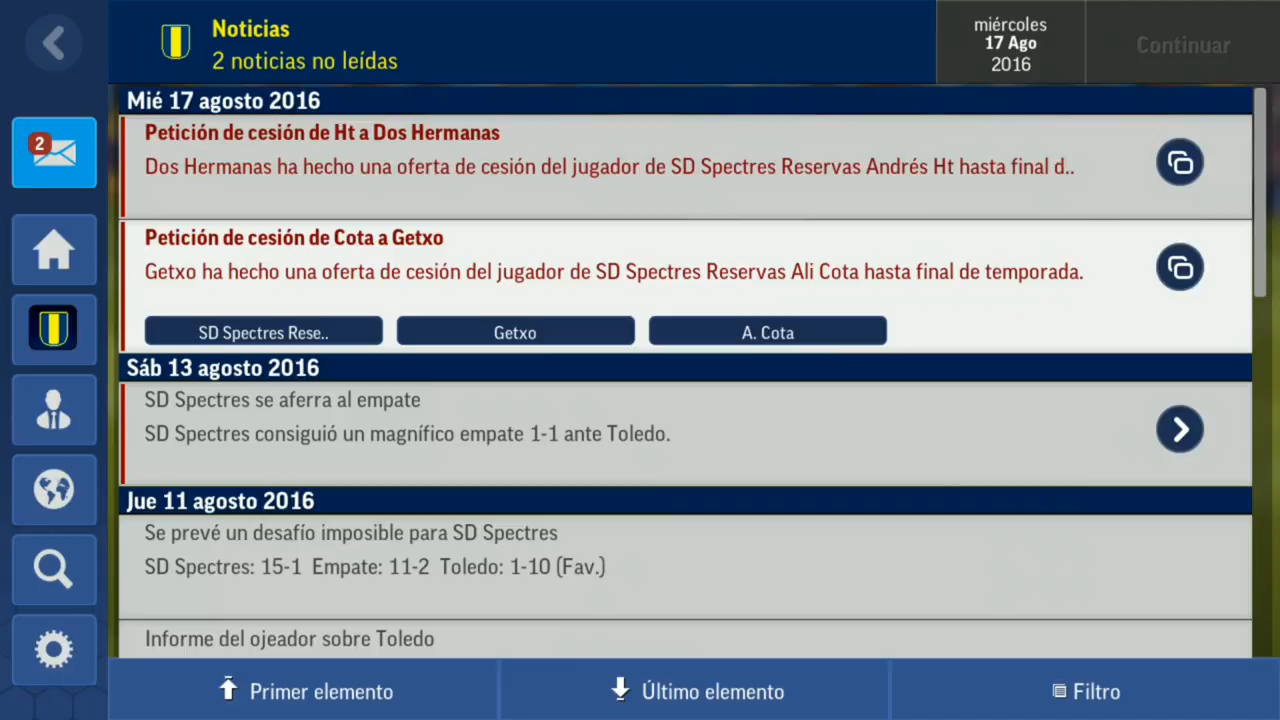 Noticias
2 noticias no leídas
miércoles
17 Ago
2016
Continuar
2
Mié 17 agosto 2016
Petición de cesión de Ht a Dos Hermanas
Dos Hermanas ha hecho una oferta de cesión del jugador de SD Spectres Reservas Andrés Ht hasta final d..
Petición de cesión de Cota a Getxo
Getxo ha hecho una oferta de cesión del jugador de SD Spectres Reservas Ali Cota hasta final de temporada.
SD Spectres Rese.. Getxo A. Cota
Sáb 13 agosto 2016
SD Spectres se aferra al empate
SD Spectres consiguió un magnífico empate 1-1 ante Toledo.
Jue 11 agosto 2016
Se prevé un desafío imposible para SD Spectres
SD Spectres: 15-1 Empate: 11-2 Toledo: 1-10 (Fav.)
Informe del ojeador sobre Toledo
Primer elemento Último elemento Filtro